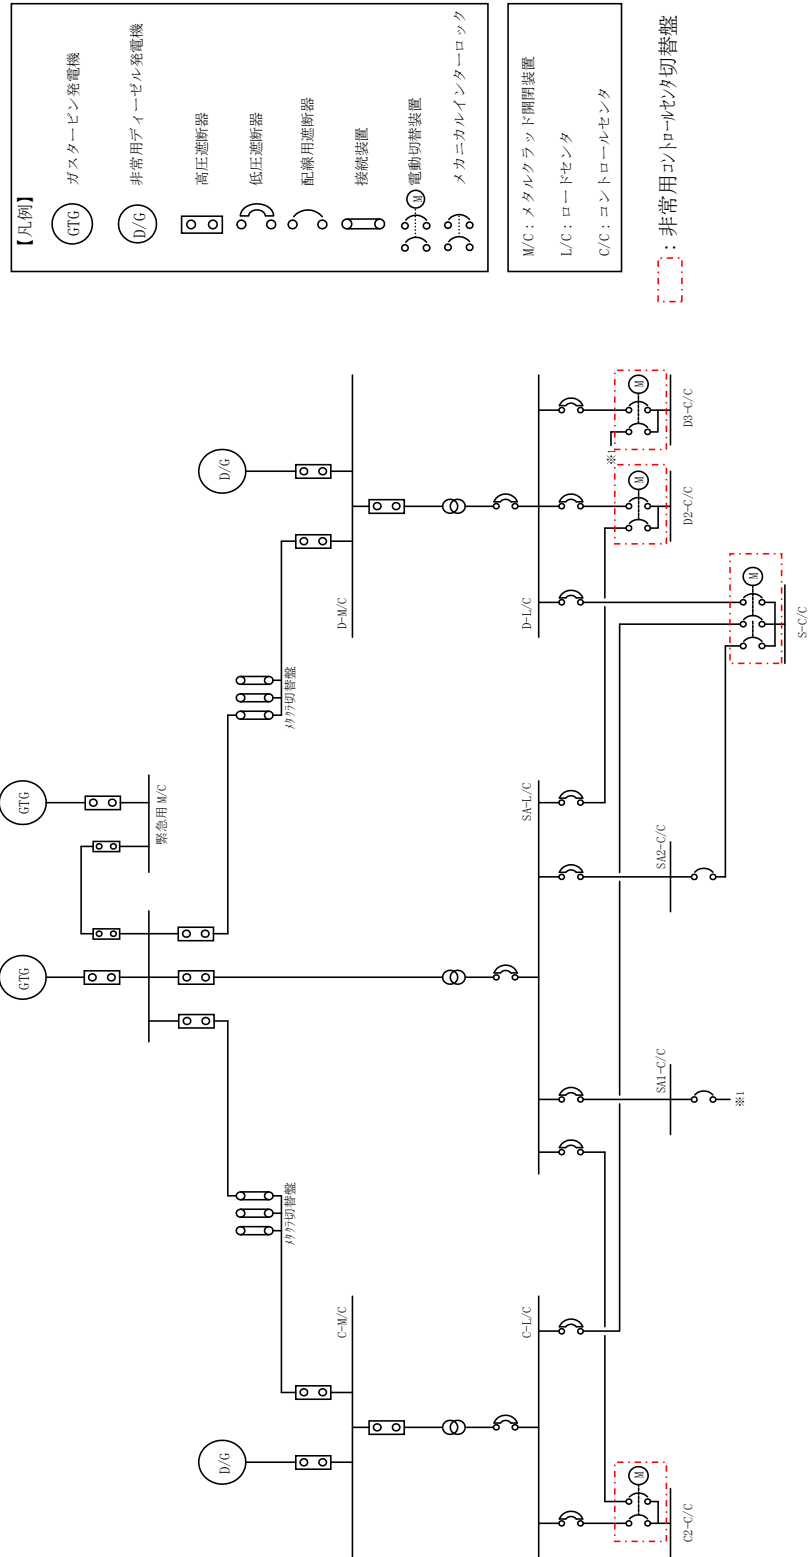 【凡例】
GTG
ガスタービン発電機
D/G
非常用ディーゼル発電機
高圧遮断器
低圧遮断器
配線用遮断器
接続装置
M
電動切替装置
メカニカルインターロック
M/C：メタルクラッド開閉装置
L/C：ロードセンタ
C/C：コントロールセンタ
：非常用コントロールセンタ切替盤
GTG
GTG
緊急用 M/C
メタクラ切替盤
メタクラ切替盤
D/G
D/G
C-M/C
D-M/C
C-L/C
SA-L/C
D-L/C
M
C2-C/C
SA1-C/C
※1
SA2-C/C
M
S-C/C
M
D2-C/C
※1
M
D3-C/C